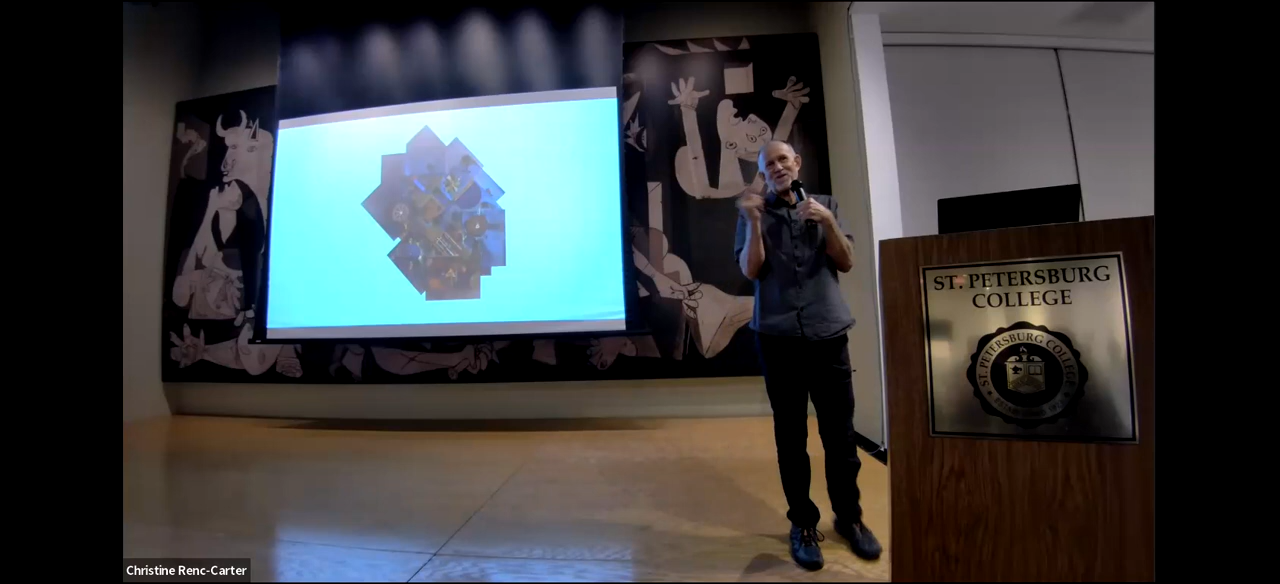 ST. PETERSBURG
COLLEGE
ST. PETERSBURG COLLEGE
Christine Renc-Carter